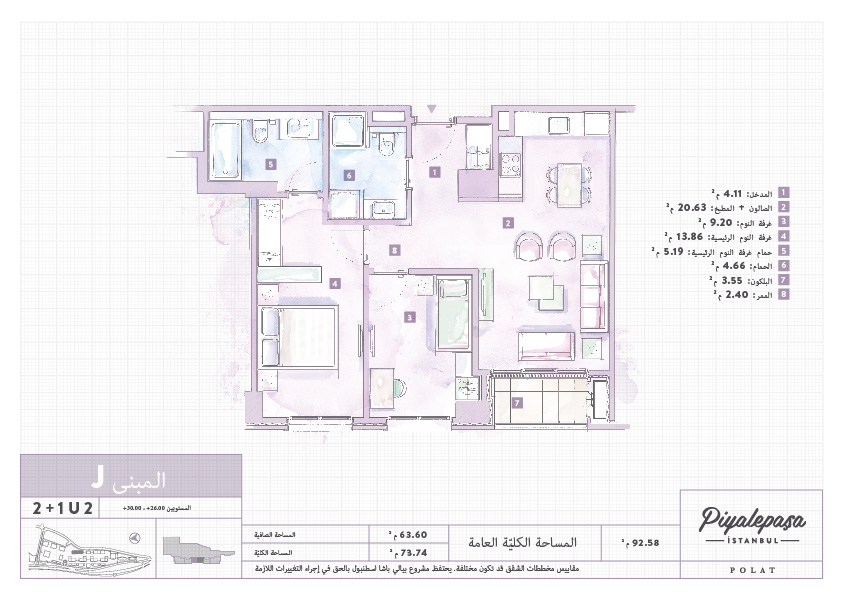 5
6
1
2
8
4
3
7
المدخل: 4.11 م² 1
الصالون + المطبخ: 20.63 م² 2
غرفة النوم: 9.20 م² 3
غرفة النوم الرئيسية: 13.86 م² 4
حمام غرفة النوم الرئيسية: 5.19 م² 5
الحمام: 4.66 م² 6
البلكون: 3.55 م² 7
الممر: 2.40 م² 8
المبنى J
2+1U2
المستويين 26.00+ ، 30.00+
المساحة الصافية 63.60 م²
المساحة الكليّة 73.74 م²
المساحة الكليّة العامة 92.58 م²
مقاييس مخططات الشقق قد تكون مختلفة. يحتفظ مشروع بيالي باشا اسطنبول بالحق في إجراء التغييرات اللازمة
Piyalepaşa
İSTANBUL
POLAT